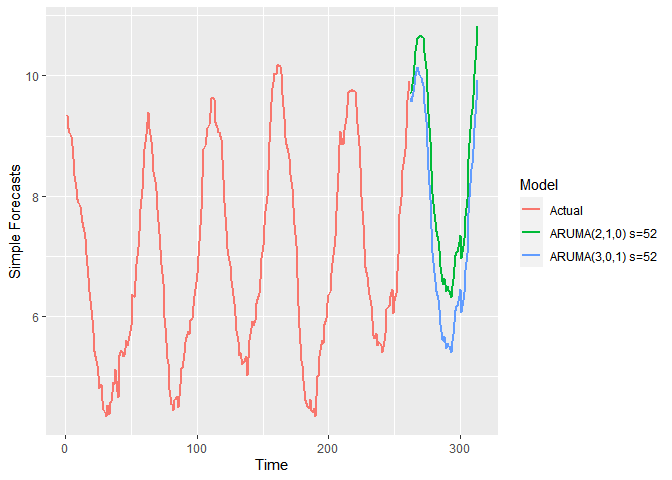 10
8
6
0
100
200
300
Time
Simple Forecasts
Model
Actual
ARUMA(2,1,0) s=52
ARUMA(3,0,1) s=52